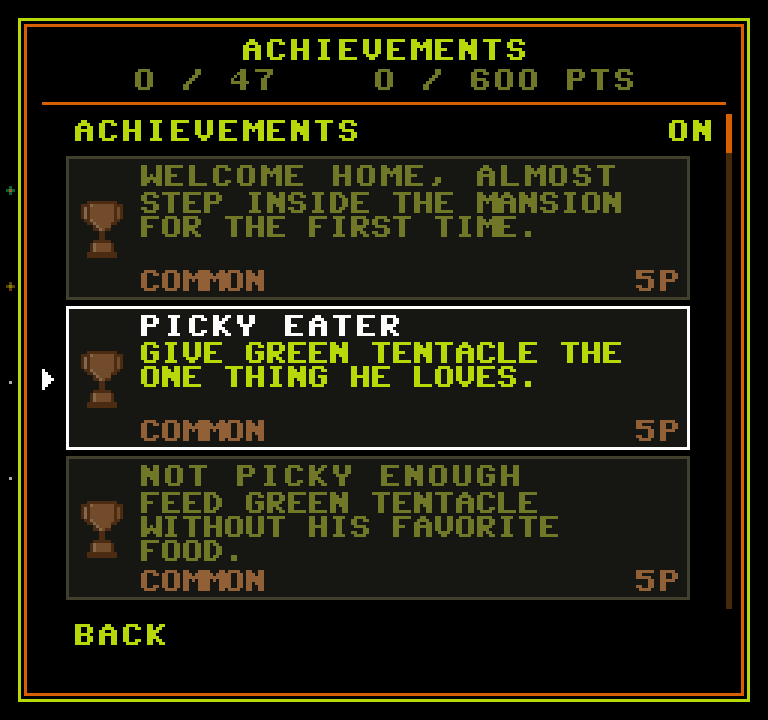 ACHIEVEMENTS
0 / 47 0 / 600 PTS
ACHIEVEMENTS ON
WELCOME HOME, ALMOST
STEP INSIDE THE MANSION
FOR THE FIRST TIME.
COMMON 5P
PICKY EATER
GIVE GREEN TENTACLE THE
ONE THING HE LOVES.
COMMON 5P
NOT PICKY ENOUGH
FEED GREEN TENTACLE
WITHOUT HIS FAVORITE
FOOD.
COMMON 5P
BACK